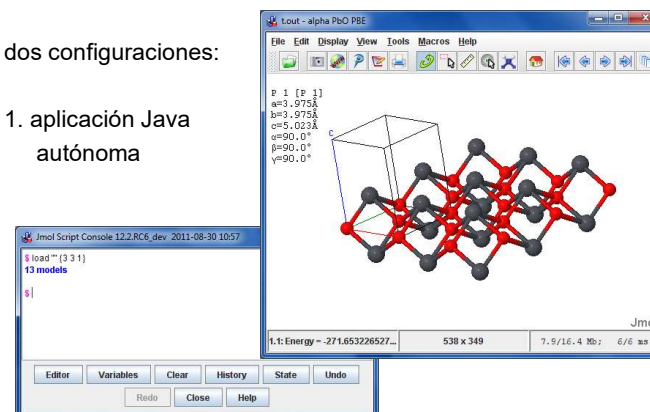 dos configuraciones:
1. aplicación Java
autónoma
t.out - alpha PbO PBE
File Edit Display View Tools Macros Help
P 1 [P 1]
a=3.975Å
b=3.975Å
c=5.023Å
α=90.0°
β=90.0°
γ=90.0°
c
Jmo
1.1: Energy = -271.653226527... 538 x 349 7.9/16.4 Mb; 6/6 ms
Jmol Script Console 12.2.RC6_dev 2011-08-30 10:57
$ load "" {3 3 1}
13 models
$
Editor Variables Clear History State Undo
Redo Close Help